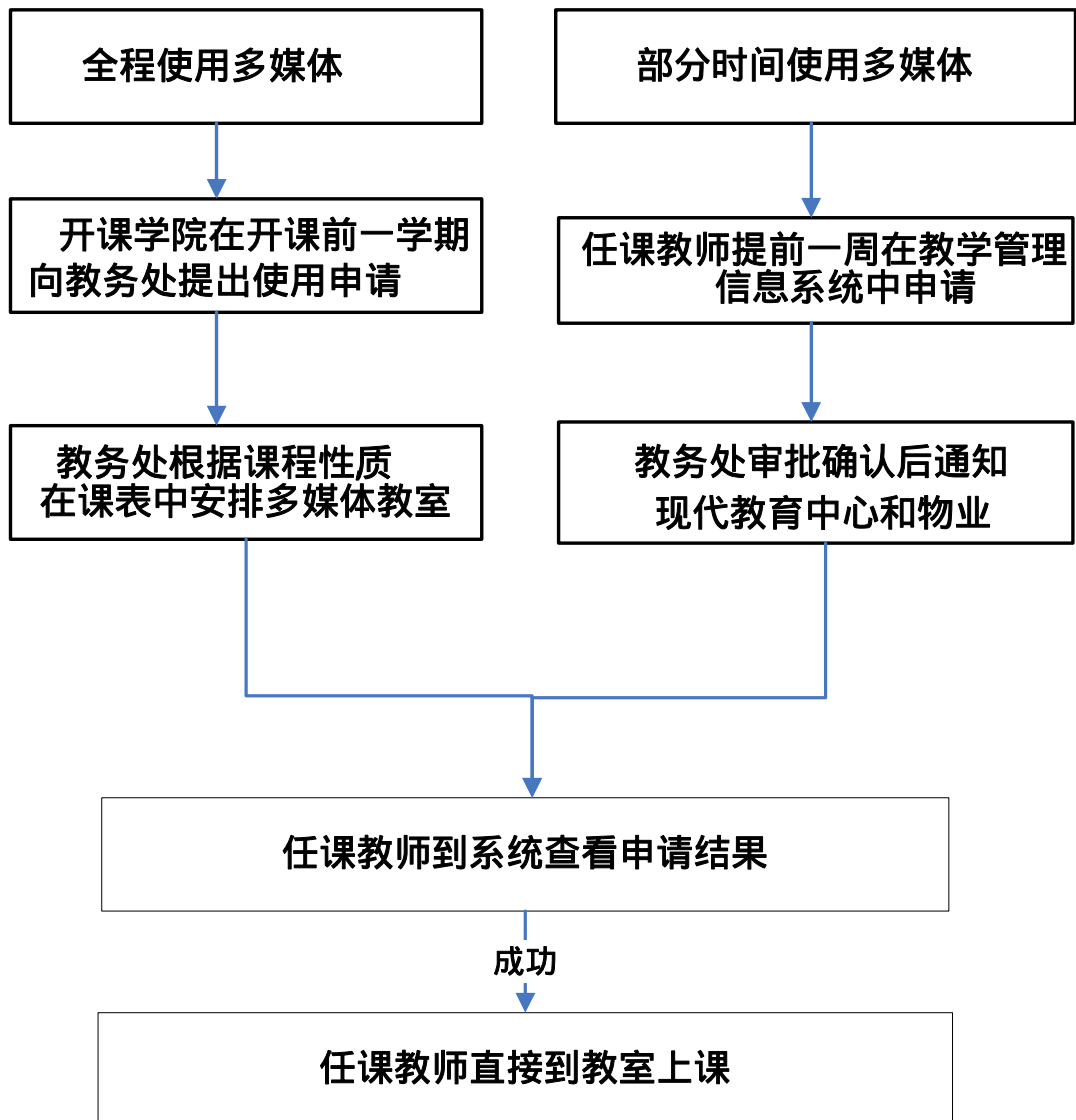 全程使用多媒体
部分时间使用多媒体
开课学院在开课前一学期
向教务处提出使用申请
任课教师提前一周在教学管理
信息系统中申请
教务处根据课程性质
在课表中安排多媒体教室
教务处审批确认后通知
现代教育中心和物业
任课教师到系统查看申请结果
成功
任课教师直接到教室上课